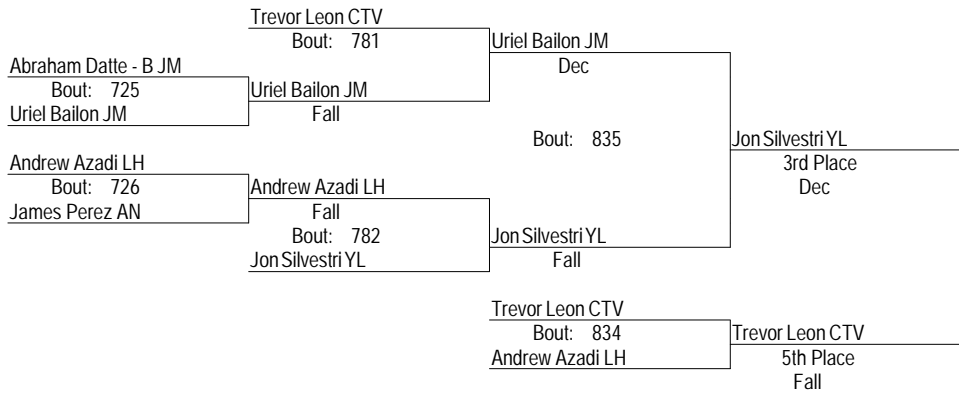 Trevor Leon CTV
Bout: 781
Uriel Bailon JM
Dec
Abraham Datte - B JM
Bout: 725
Uriel Bailon JM
Uriel Bailon JM
Fall
Bout: 835
Jon Silvestri YL
3rd Place
Dec
Andrew Azadi LH
Bout: 726
James Perez AN
Andrew Azadi LH
Fall
Bout: 782
Jon Silvestri YL
Jon Silvestri YL
Fall
Trevor Leon CTV
Bout: 834
Andrew Azadi LH
Trevor Leon CTV
5th Place
Fall